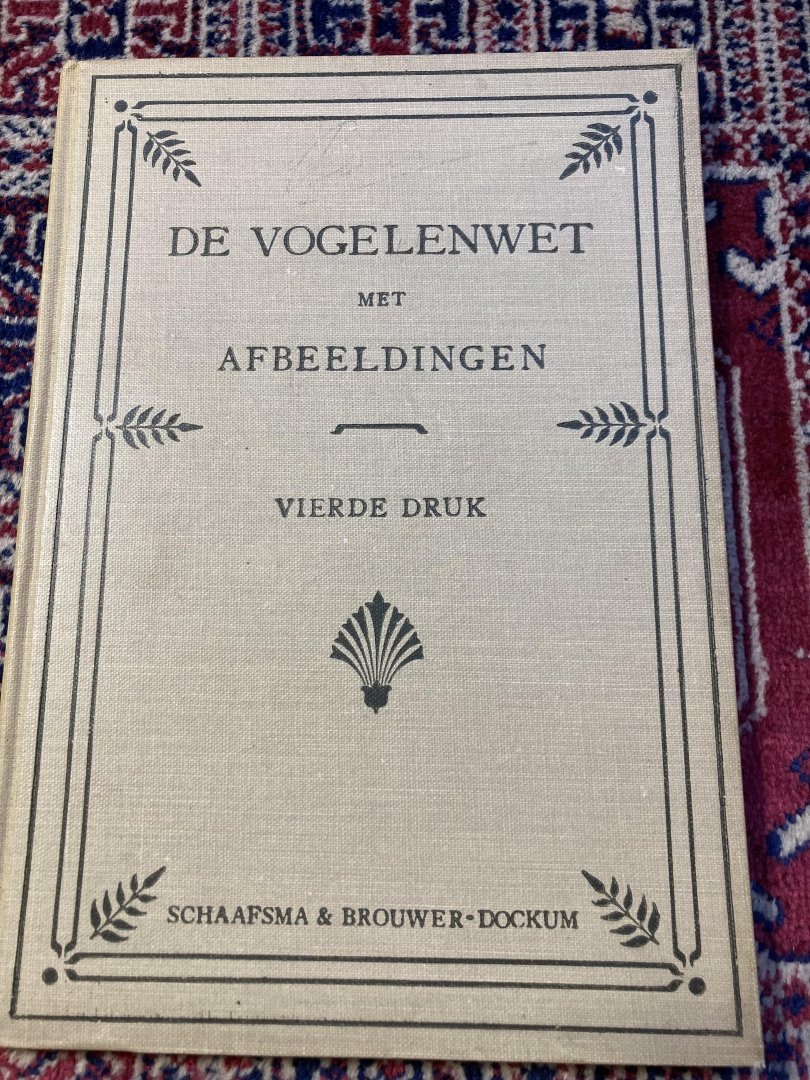 DE VOGELENWET
MET
AFBEELDINGEN
VIERDE DRUK
SCHAAFSMA & BROUWER-DOCKUM